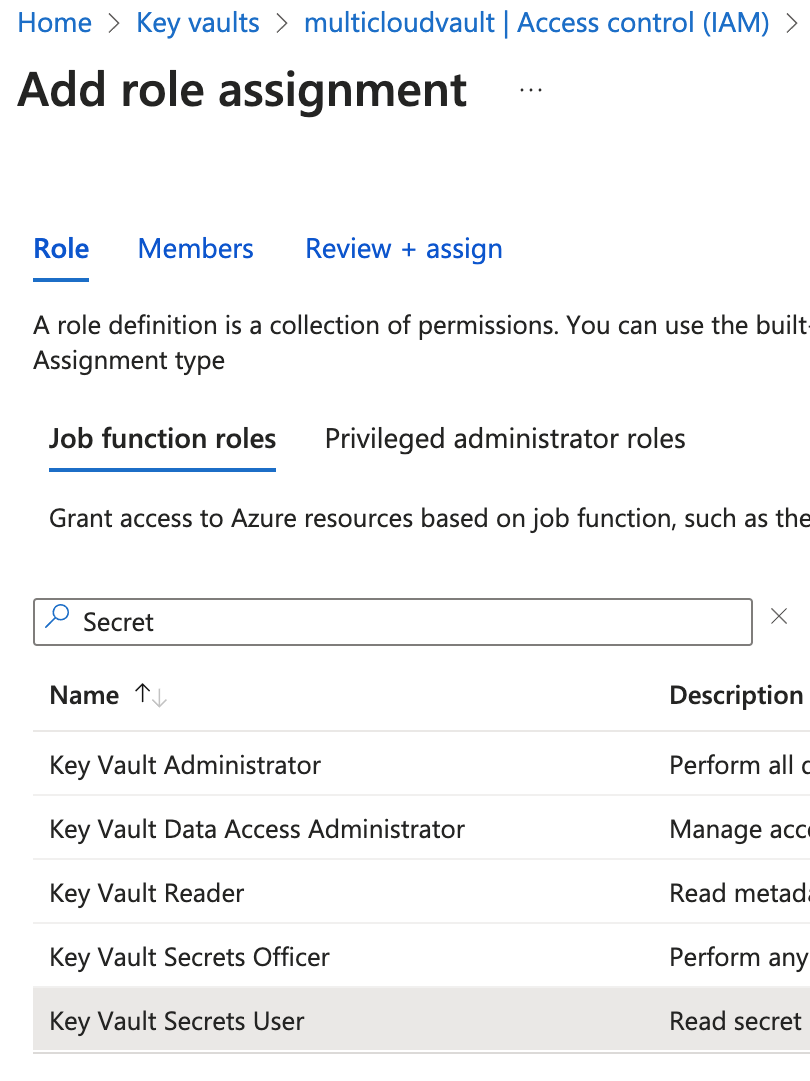 Home > Key vaults > multicloudvault | Access control (IAM) >
Add role assignment ...
Role Members Review + assign
A role definition is a collection of permissions. You can use the built-
Assignment type
Job function roles Privileged administrator roles
Grant access to Azure resources based on job function, such as the
Secret
Name ↑↓ Description
Key Vault Administrator Perform all
Key Vault Data Access Administrator Manage acc
Key Vault Reader Read metad
Key Vault Secrets Officer Perform any
Key Vault Secrets User Read secret